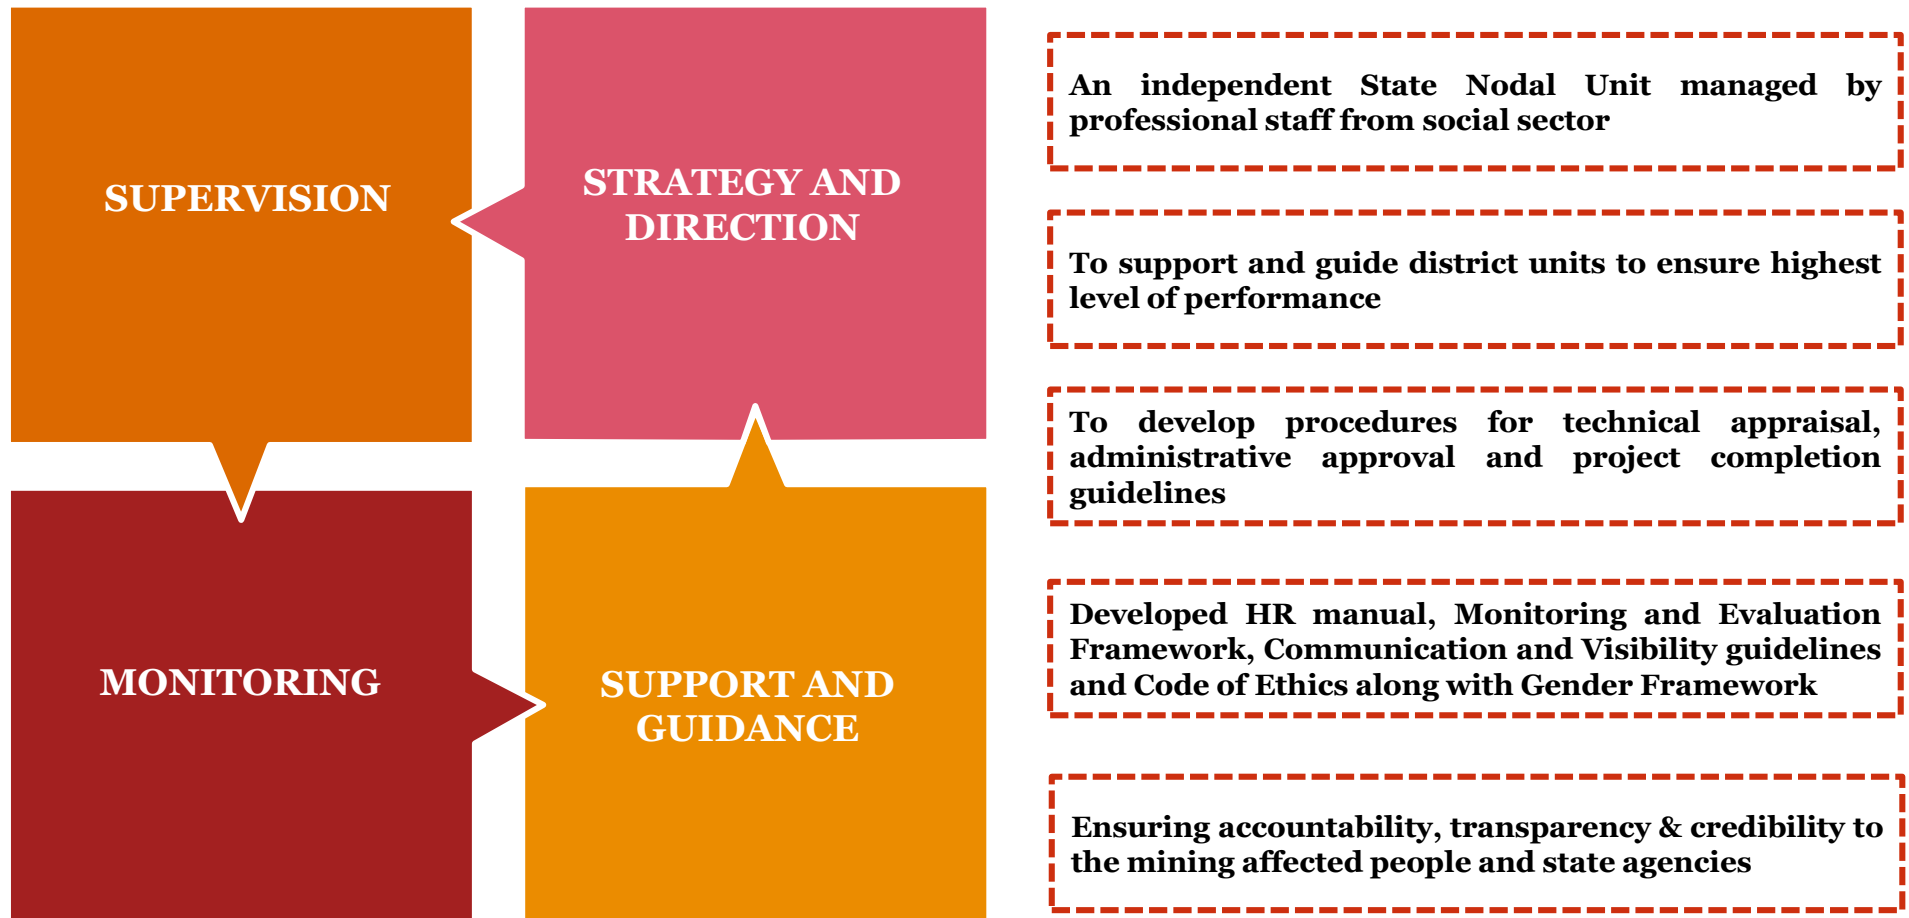 SUPERVISION
STRATEGY AND
DIRECTION
MONITORING
SUPPORT AND
GUIDANCE
An independent State Nodal Unit managed by
professional staff from social sector
To support and guide district units to ensure highest
level of performance
To develop procedures for technical appraisal,
administrative approval and project completion
guidelines
Developed HR manual, Monitoring and Evaluation
Framework, Communication and Visibility guidelines
and Code of Ethics along with Gender Framework
Ensuring accountability, transparency & credibility to
the mining affected people and state agencies